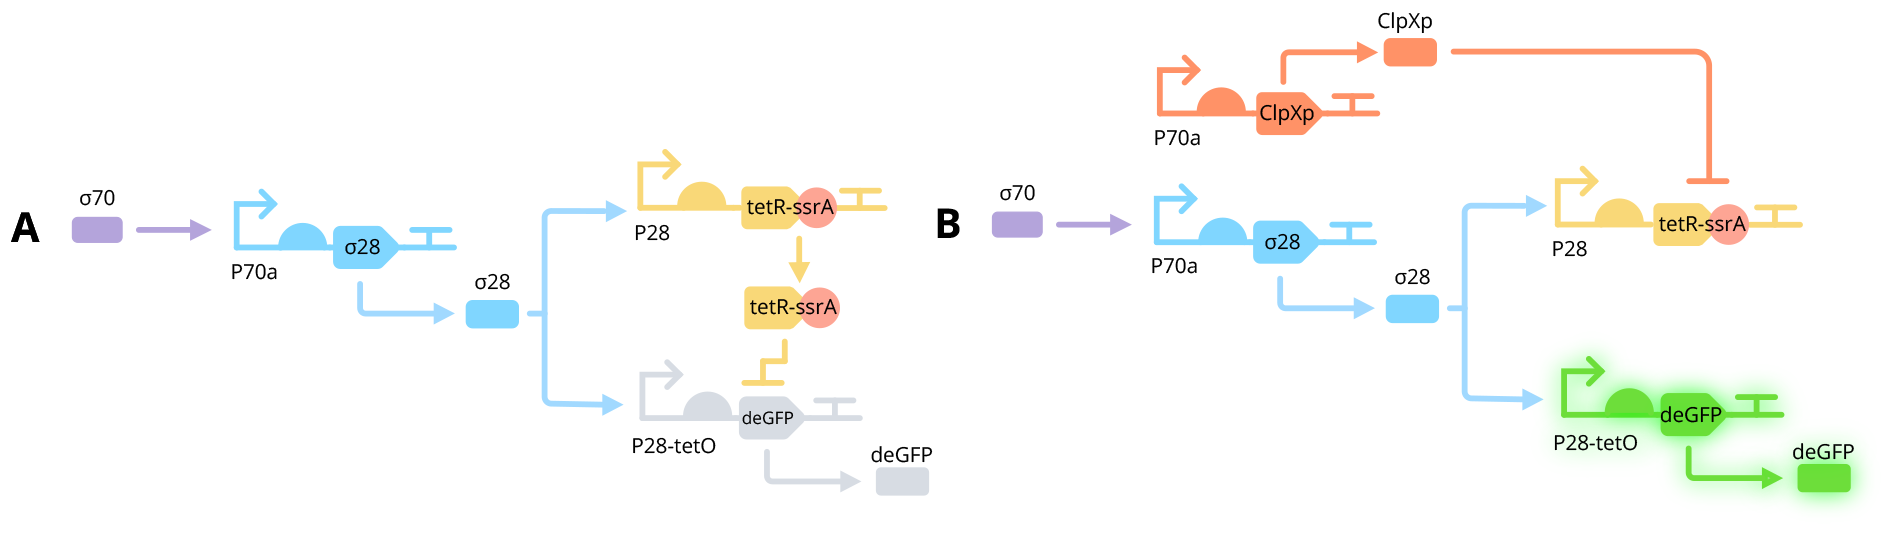 A
σ70
P70a
σ28
σ28
P28
tetR-ssrA
tetR-ssrA
P28-tetO
deGFP
deGFP
B
ClpXp
ClpXp
P70a
σ70
P70a
σ28
σ28
P28
tetR-ssrA
P28-tetO
deGFP
deGFP